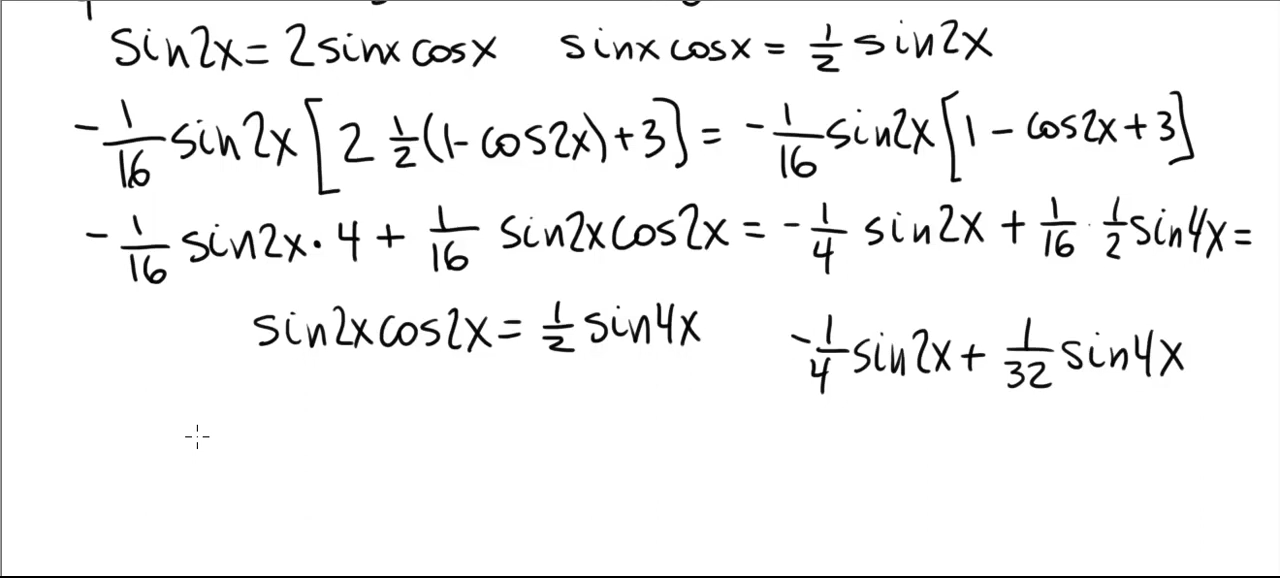 sin2x = 2sinx cosx sinx cosx = 1/2 sin2x
- 1/16 sin2x [2 1/2 (1-cos2x)+3] = - 1/16 sin2x [1 - cos2x+3]
- 1/16 sin2x · 4 + 1/16 sin2x cos2x = - 1/4 sin2x + 1/16 · 1/2 sin4x =
sin2x cos2x = 1/2 sin4x - 1/4 sin2x + 1/32 sin4x